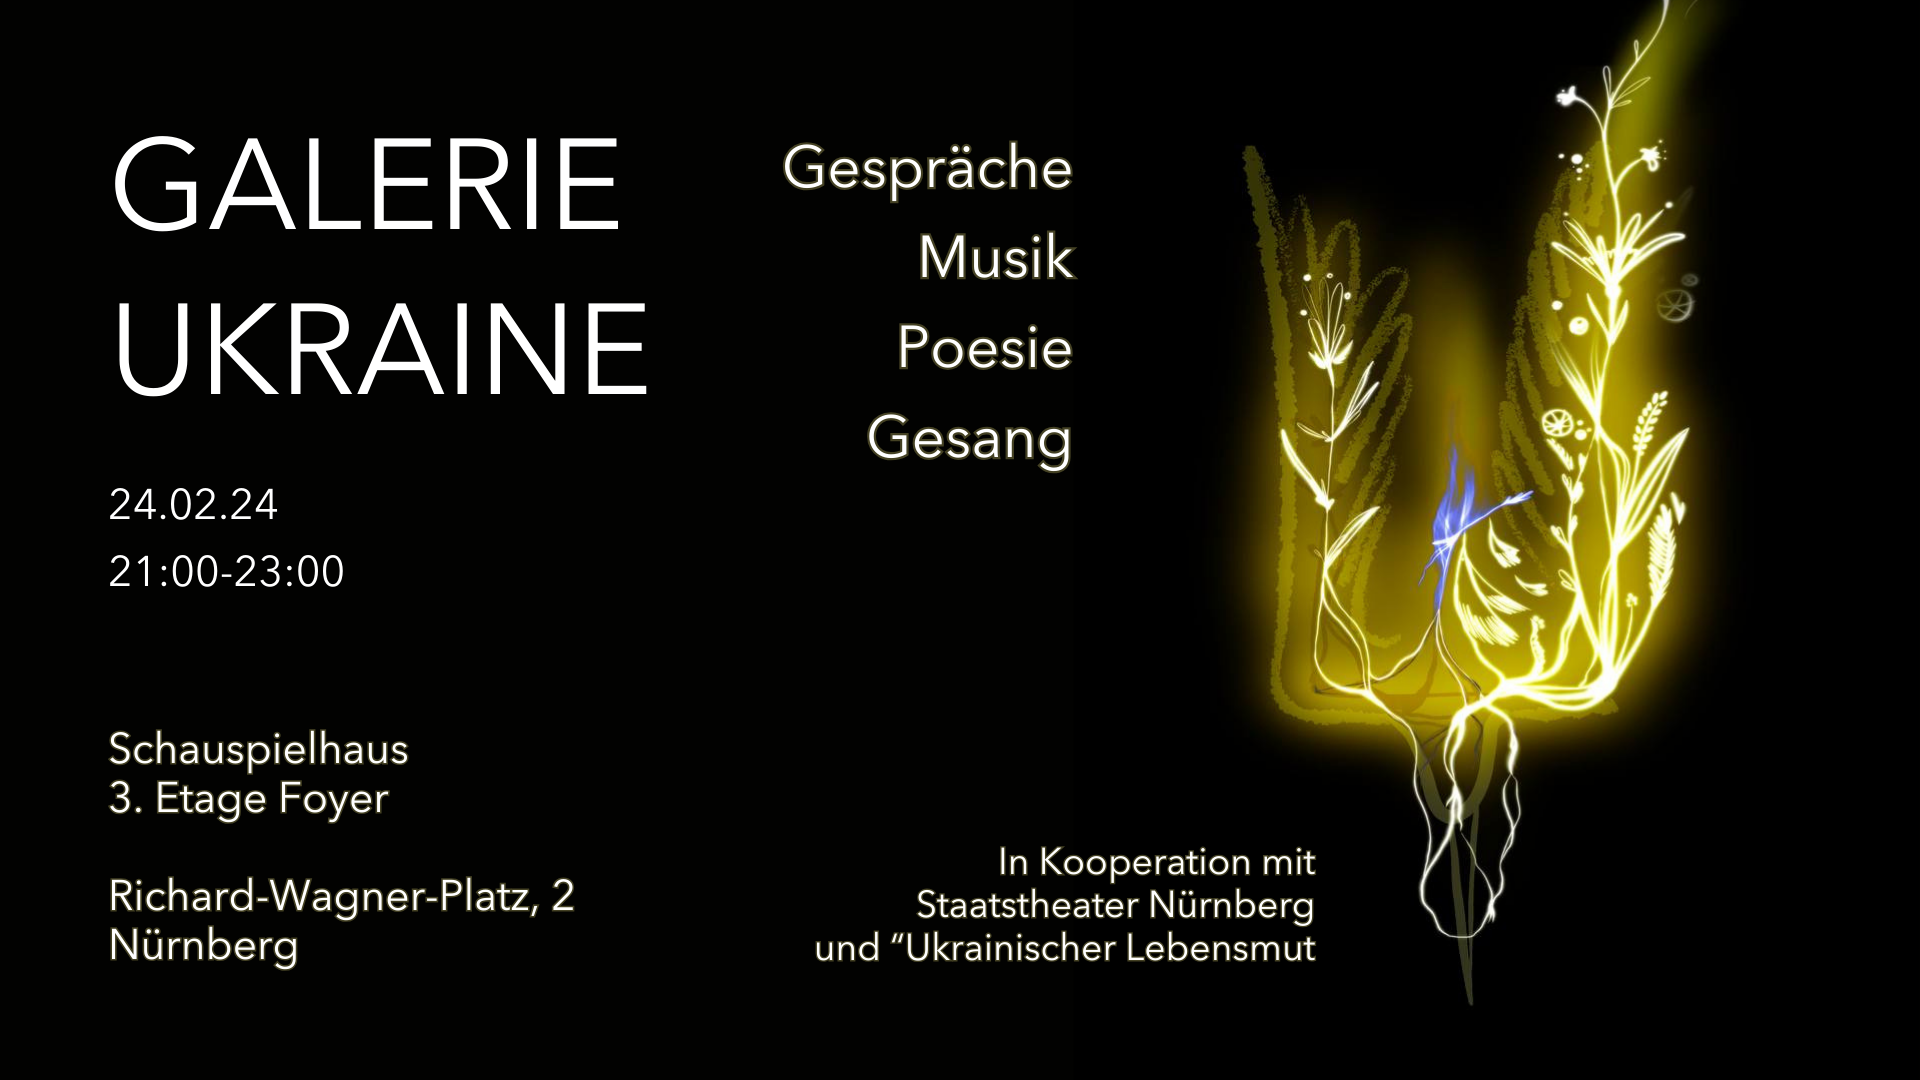 GALERIE
UKRAINE
24.02.24
21:00-23:00
Schauspielhaus
3. Etage Foyer
Richard-Wagner-Platz, 2
Nürnberg
Gespräche
Musik
Poesie
Gesang
In Kooperation mit
Staatstheater Nürnberg
und “Ukrainischer Lebensmut